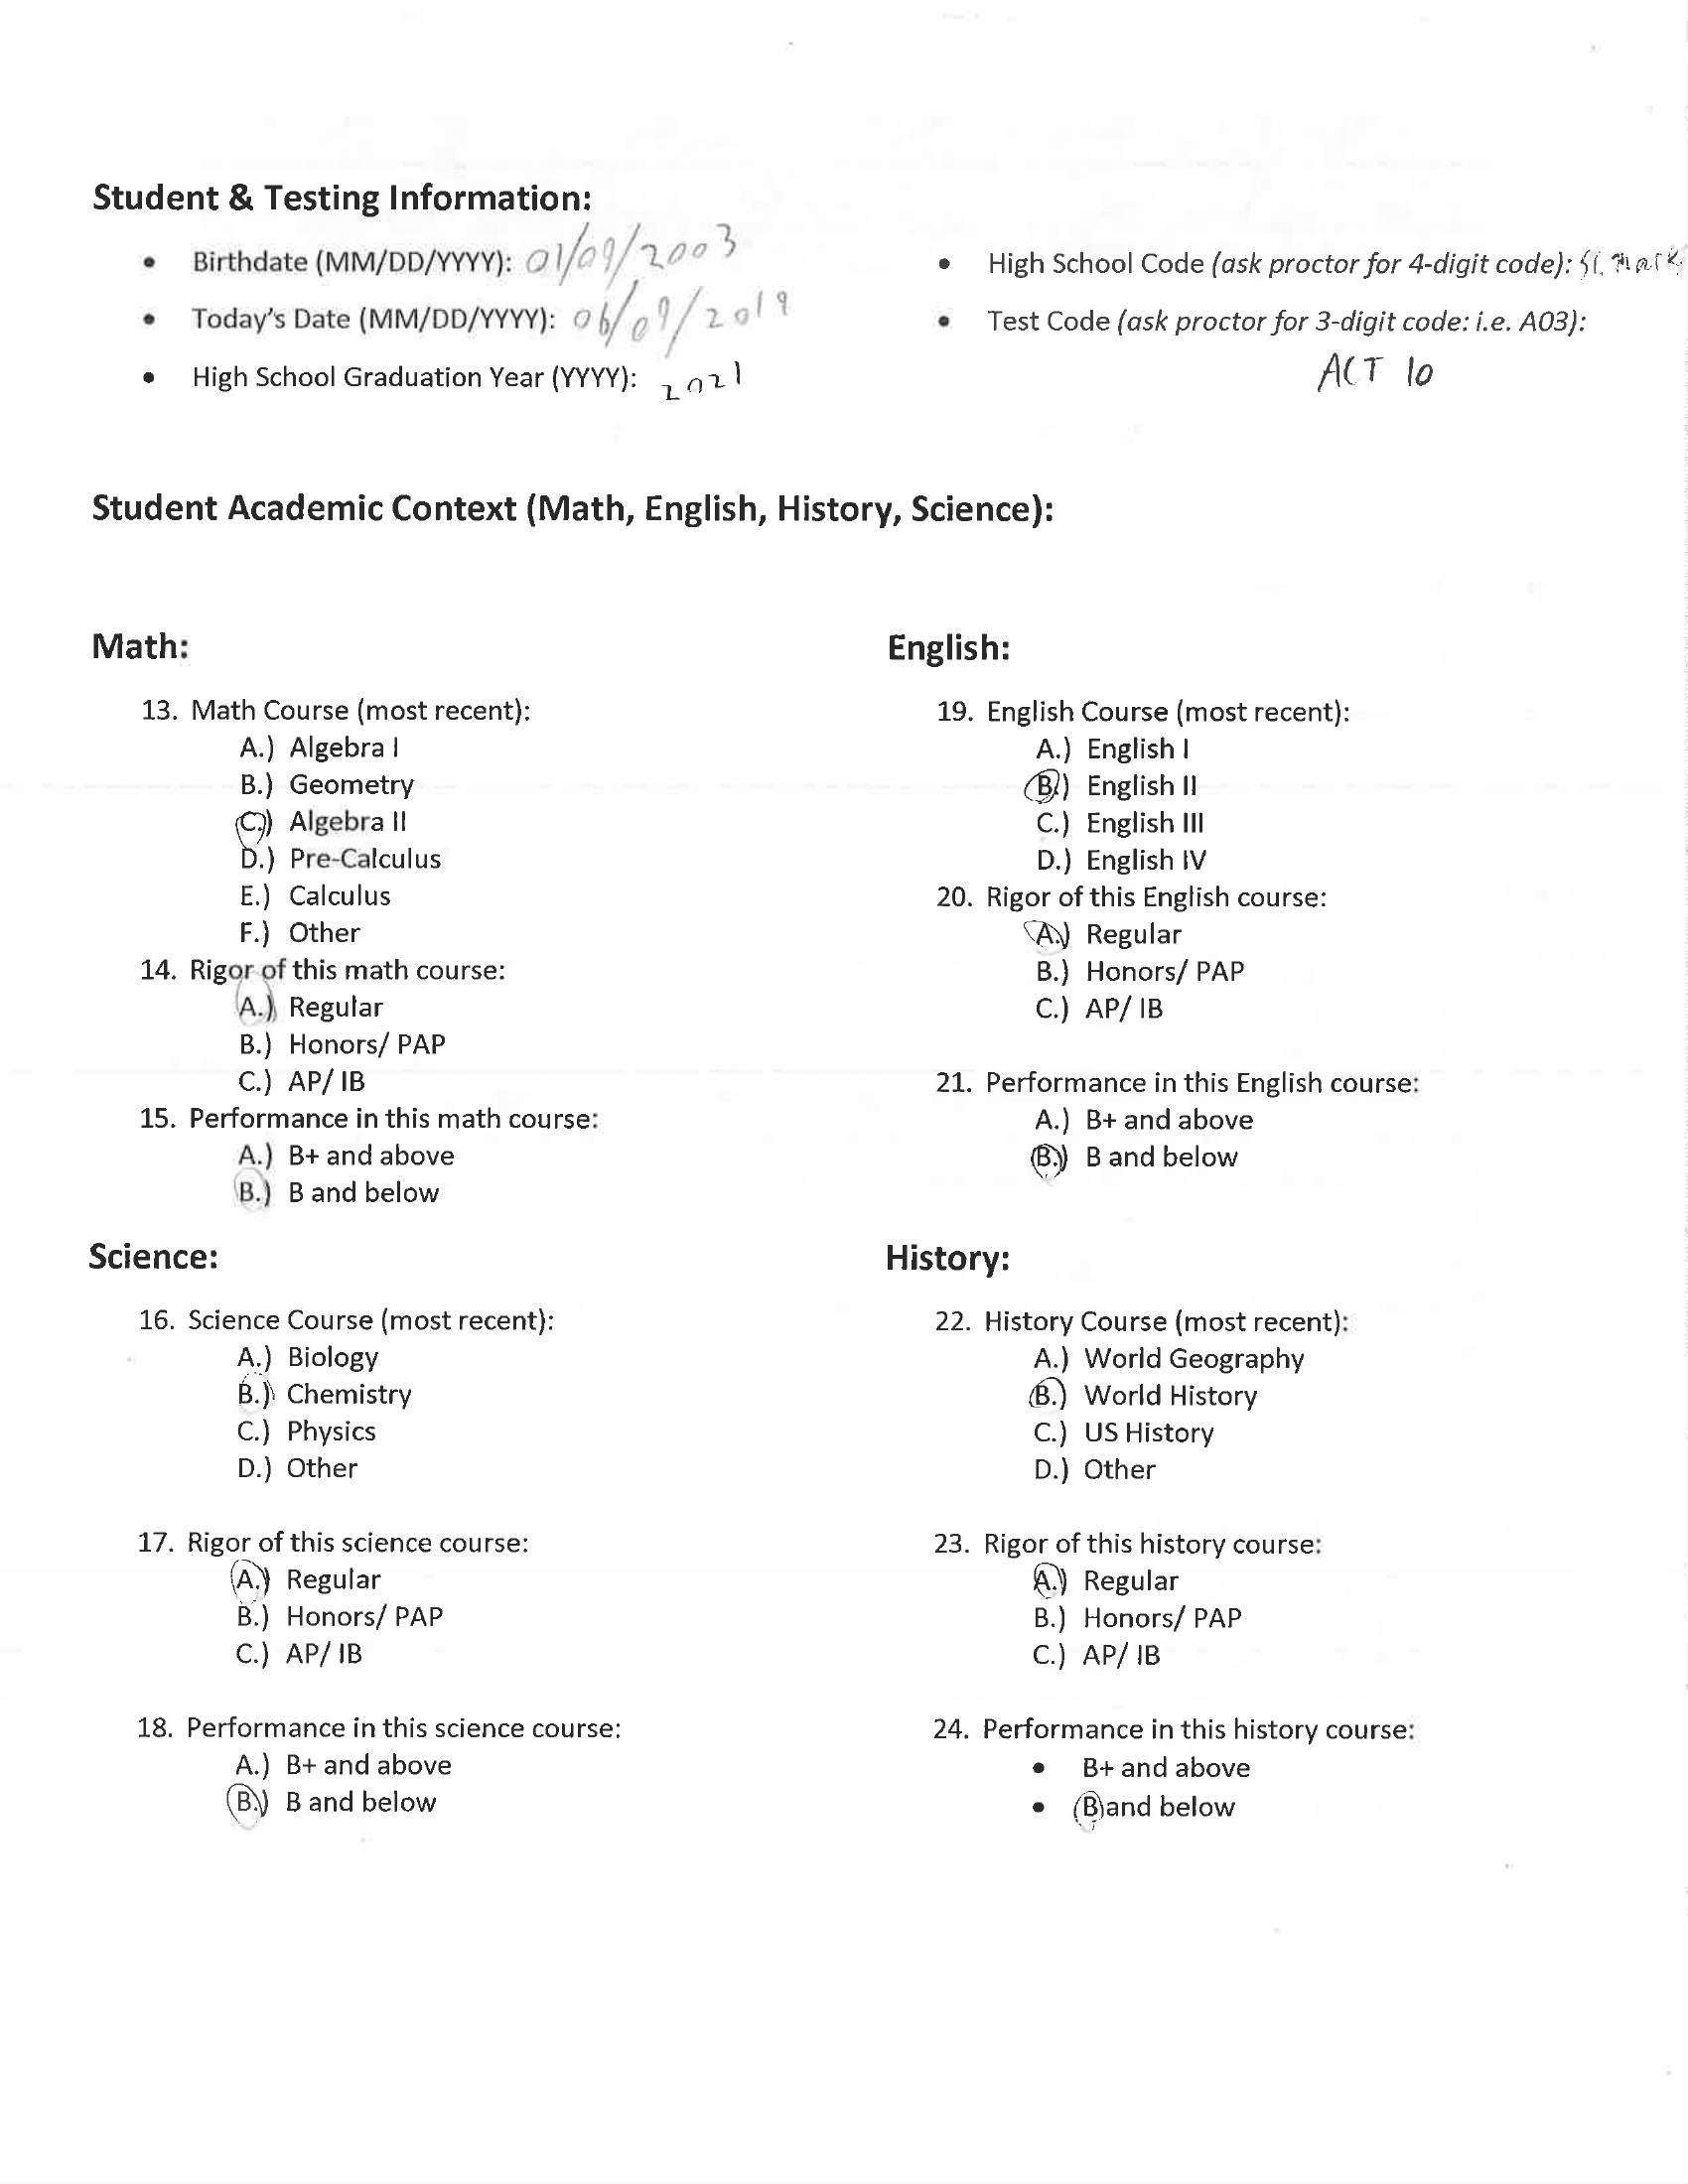 Student & Testing Information:
• Birthdate (MM/DD/YYYY): 01/09/2003
• Today's Date (MM/DD/YYYY): 06/09/2019
• High School Graduation Year (YYYY): 2021
• High School Code (ask proctor for 4-digit code): St. Mark
• Test Code (ask proctor for 3-digit code: i.e. A03):
ACT 10
Student Academic Context (Math, English, History, Science):
Math:
13. Math Course (most recent):
A.) Algebra I
B.) Geometry
C.) Algebra II
D.) Pre-Calculus
E.) Calculus
F.) Other
14. Rigor of this math course:
A.) Regular
B.) Honors/ PAP
C.) AP/ IB
15. Performance in this math course:
A.) B+ and above
B.) B and below
English:
19. English Course (most recent):
A.) English I
B.) English II
C.) English III
D.) English IV
20. Rigor of this English course:
A.) Regular
B.) Honors/ PAP
C.) AP/ IB
21. Performance in this English course:
A.) B+ and above
B.) B and below
Science:
16. Science Course (most recent):
A.) Biology
B.) Chemistry
C.) Physics
D.) Other
17. Rigor of this science course:
A.) Regular
B.) Honors/ PAP
C.) AP/ IB
18. Performance in this science course:
A.) B+ and above
B.) B and below
History:
22. History Course (most recent):
A.) World Geography
B.) World History
C.) US History
D.) Other
23. Rigor of this history course:
A.) Regular
B.) Honors/ PAP
C.) AP/ IB
24. Performance in this history course:
• B+ and above
• B and below